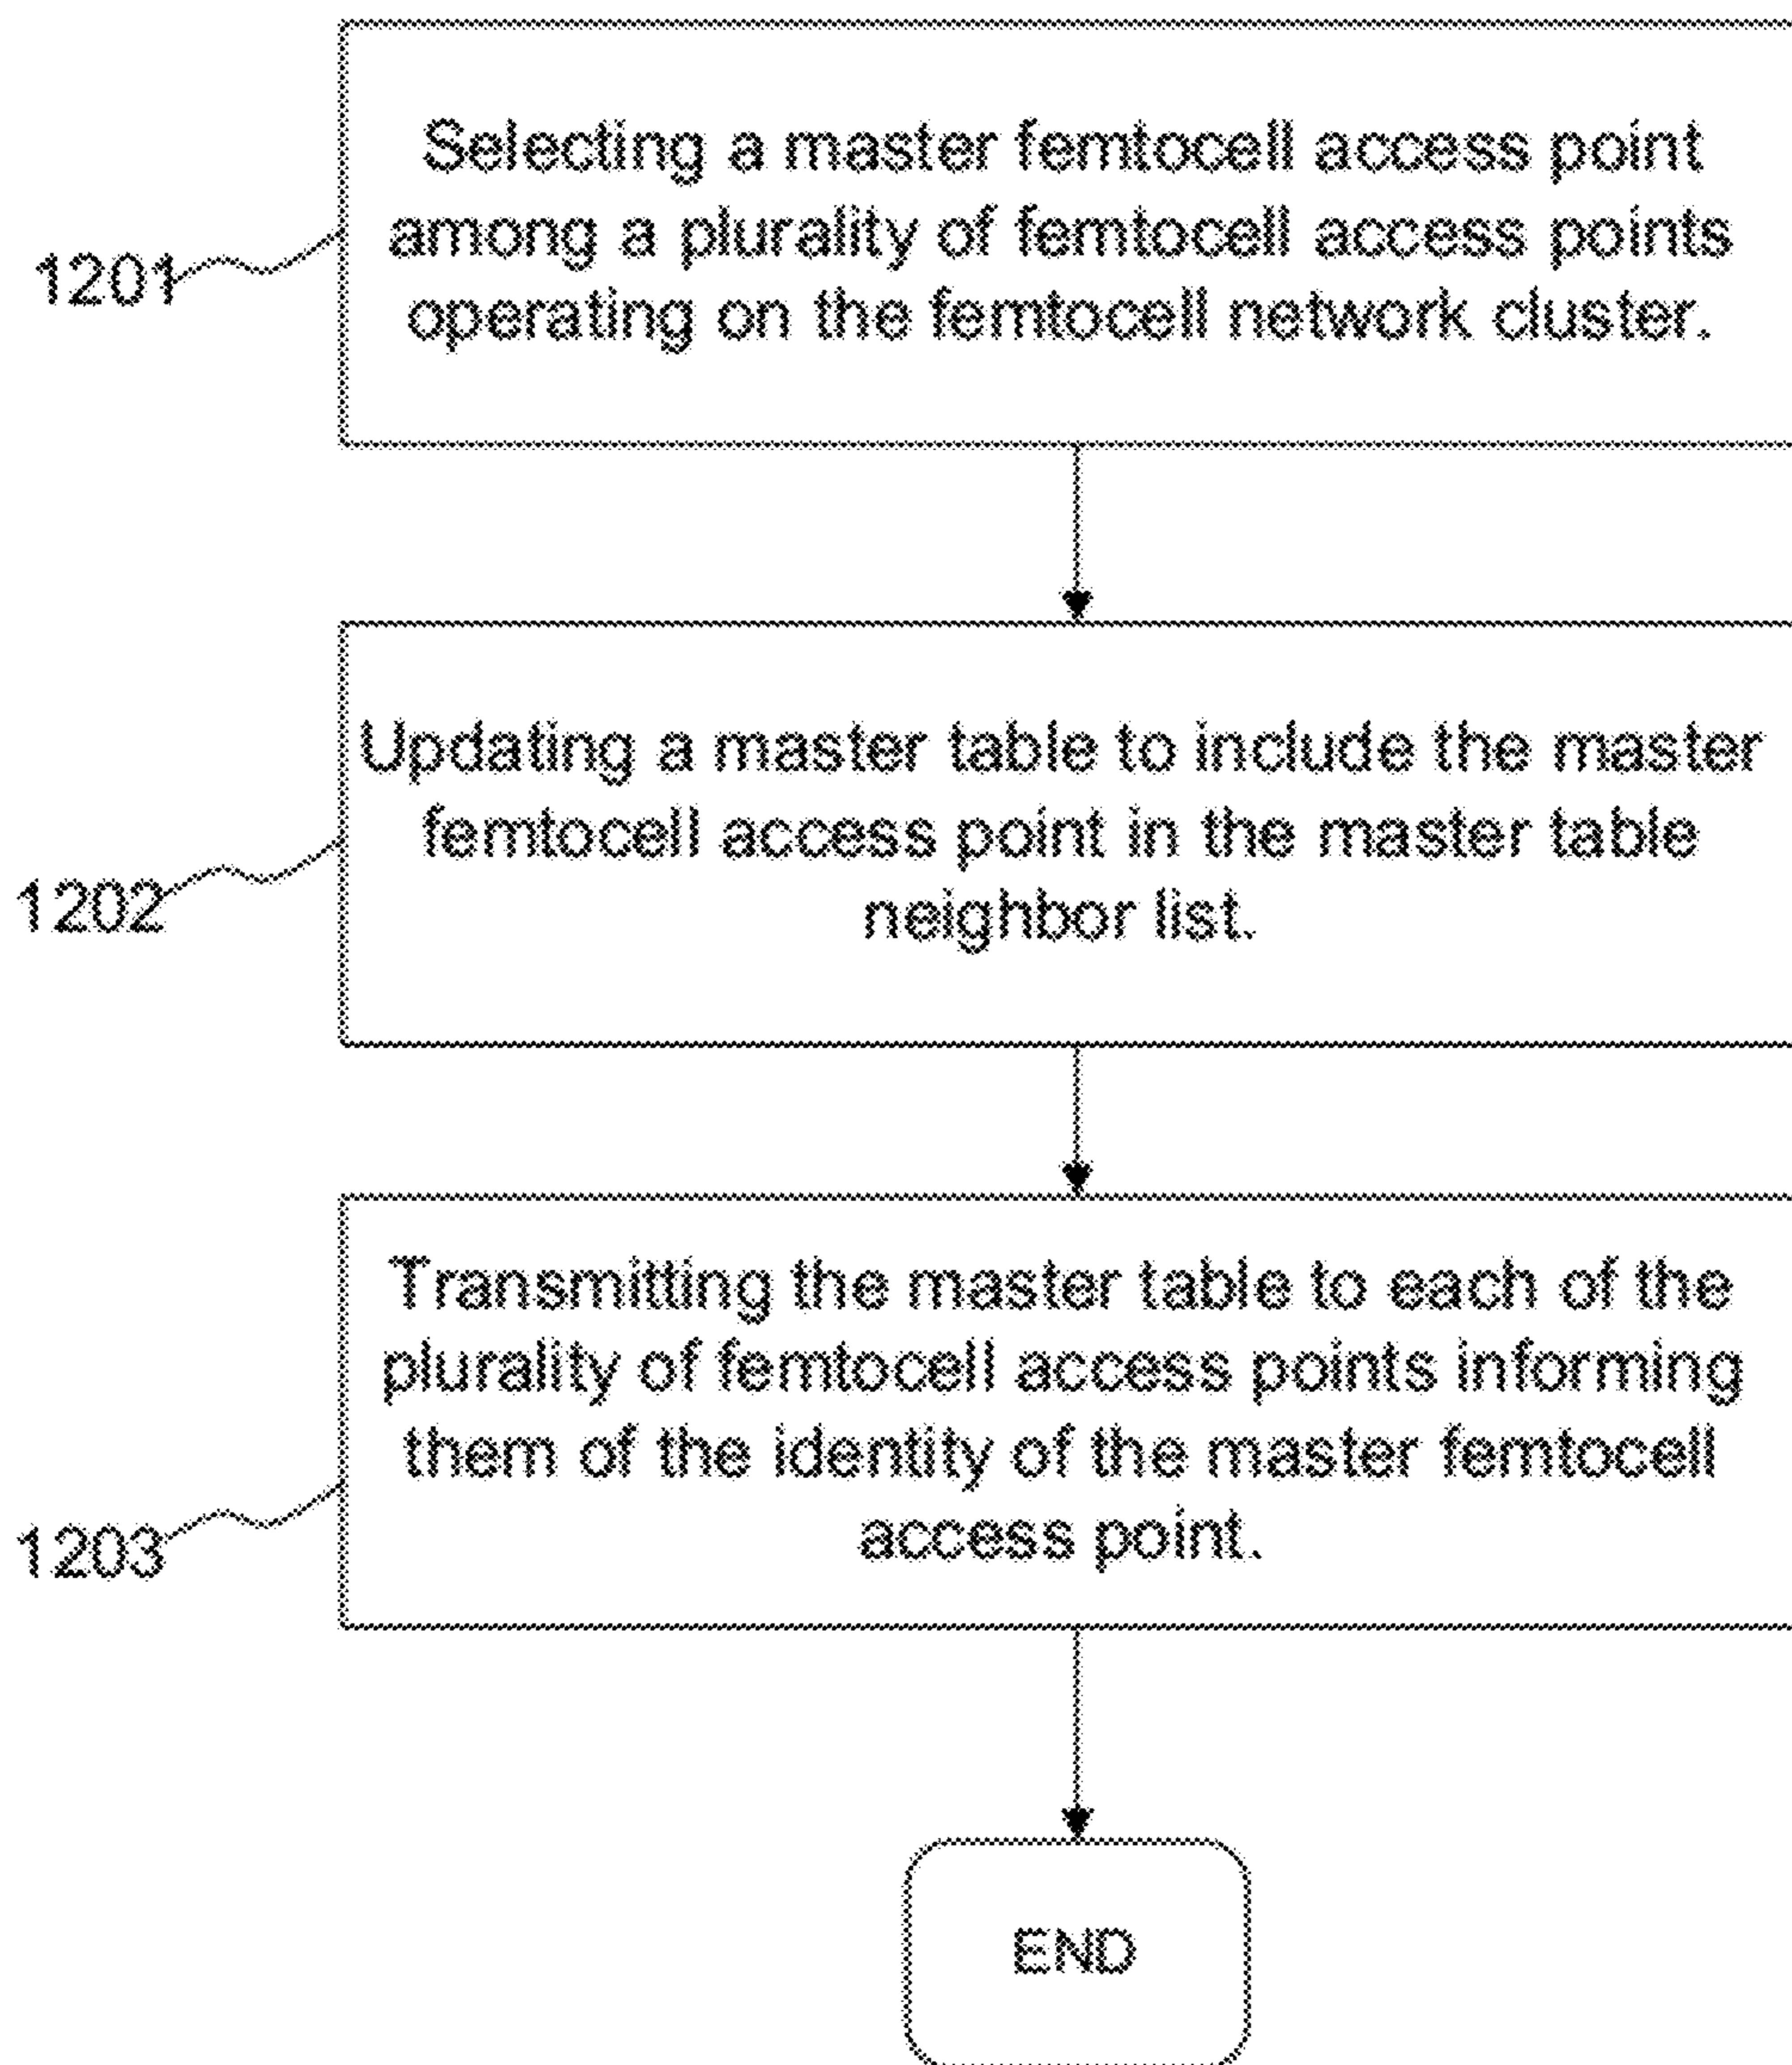 Selecting a master femtocell access point
among a plurality of femtocell access points
operating on the femtocell network cluster.
1201
Updating a master table to include the master
femtocell access point in the master table
neighbor list.
1202
Transmitting the master table to each of the
plurality of femtocell access points informing
them of the identity of the master femtocell
access point.
1203
END